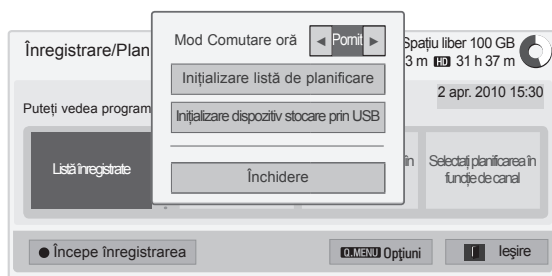 Înregistrare/Plan
Spațiu liber 100 GB
3 m HD 31 h 37 m
2 apr. 2010 15:30
Puteți vedea program
Mod Comutare oră ◀ Pornit ▶
Inițializare listă de planificare
Inițializare dispozitiv stocare prin USB
Închidere
Listă înregistrate
în
Selectați planificarea în
funcție de canal
● Începe înregistrarea
Q.MENU Opțiuni
Ieşire